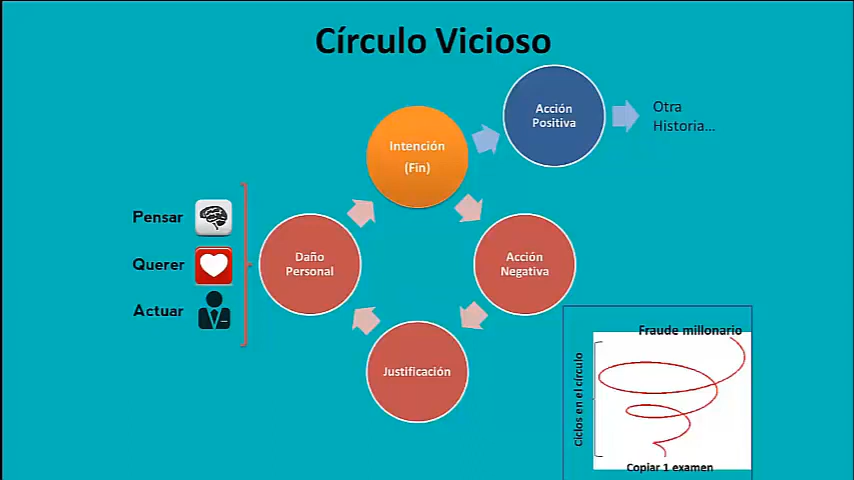 Círculo Vicioso
Acción
Positiva
Otra
Historia...
Intención
(Fin)
Pensar
Querer
Actuar
Daño
Personal
Acción
Negativa
Justificación
Fraude millonario
Ciclos en el círculo
Copiar 1 examen